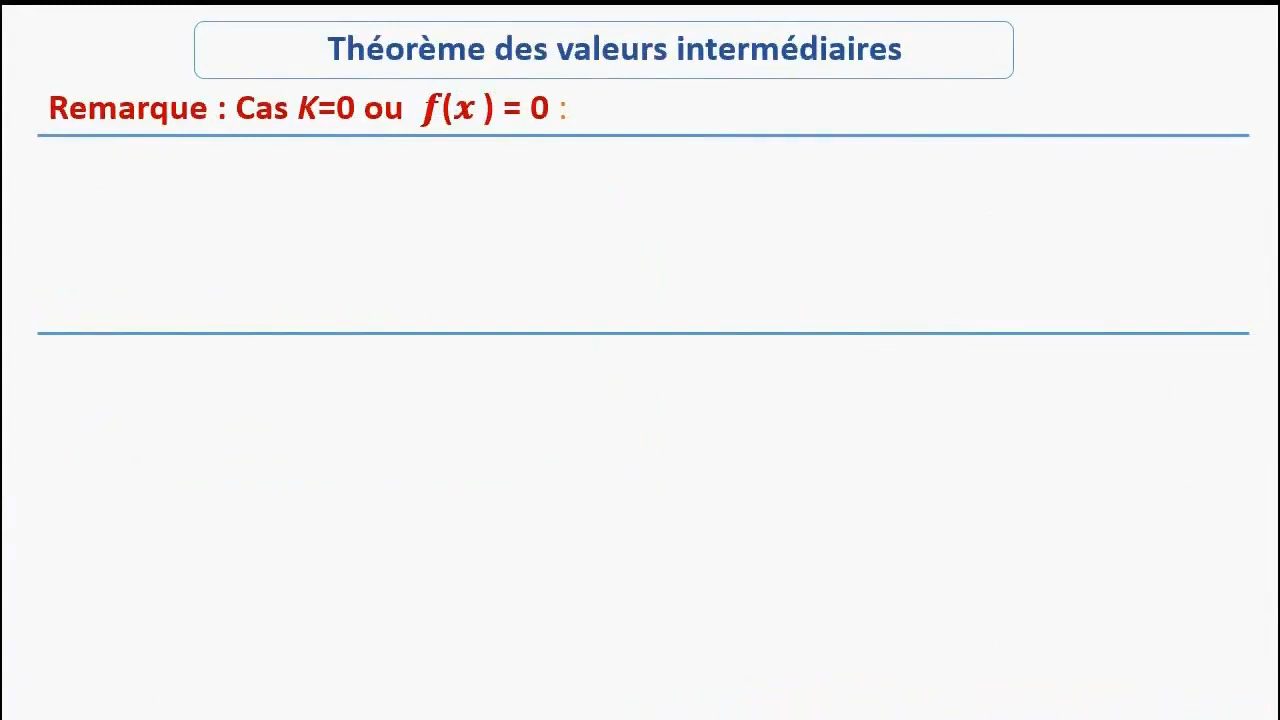 Théorème des valeurs intermédiaires
Remarque : Cas K=0 ou f(x) = 0 :